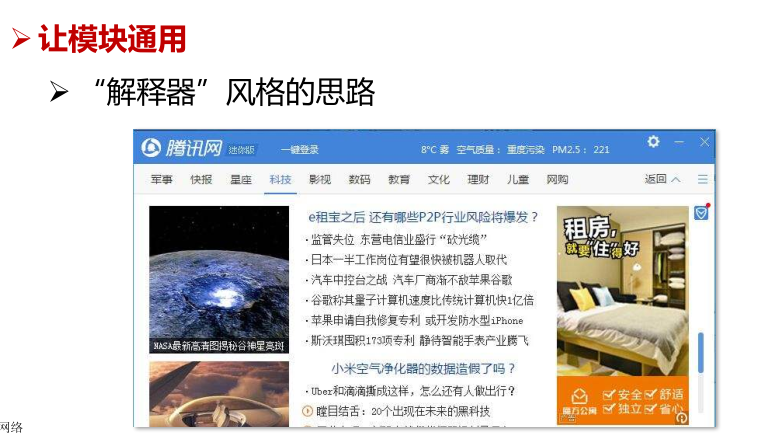 让模块通用
“解释器”风格的思路
腾讯网 迷你版 一键登录 8°C 雾 空气质量： 重度污染 PM2.5： 221
军事 快报 星座 科技 影视 数码 教育 文化 理财 儿童 网购 返回
e租宝之后 还有哪些P2P行业风险将爆发？
·监管失位 东营电信业盛行“砍光缆”
·日本一半工作岗位有望很快被机器人取代
·汽车中控台之战 汽车厂商渐不敌苹果谷歌
·谷歌称其量子计算机速度比传统计算机快1亿倍
·苹果申请自我修复专利 或开发防水型iPhone
·斯沃琪囤积173项专利 静待智能手表产业腾飞
NASA最新高清图揭秘谷神星亮斑
小米空气净化器的数据造假了吗？
·Uber和滴滴撕成这样，怎么还有人做出行？
瞠目结舌：20个出现在未来的黑科技
租房，
就要“住”得好
魔方公寓
安全 舒适
独立 省心
广告
网络